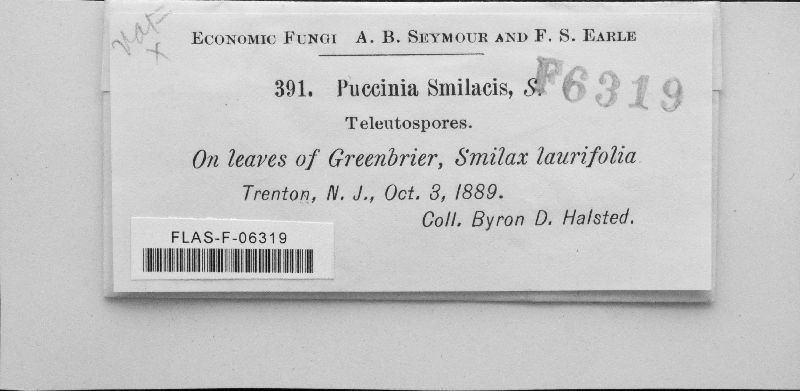 Nat-
x
Economic Fungi A. B. Seymour and F. S. Earle
391. Puccinia Smilacis, S. F6319
Teleutospores.
On leaves of Greenbrier, Smilax laurifolia
Trenton, N. J., Oct. 3, 1889.
Coll. Byron D. Halsted.
FLAS-F-06319